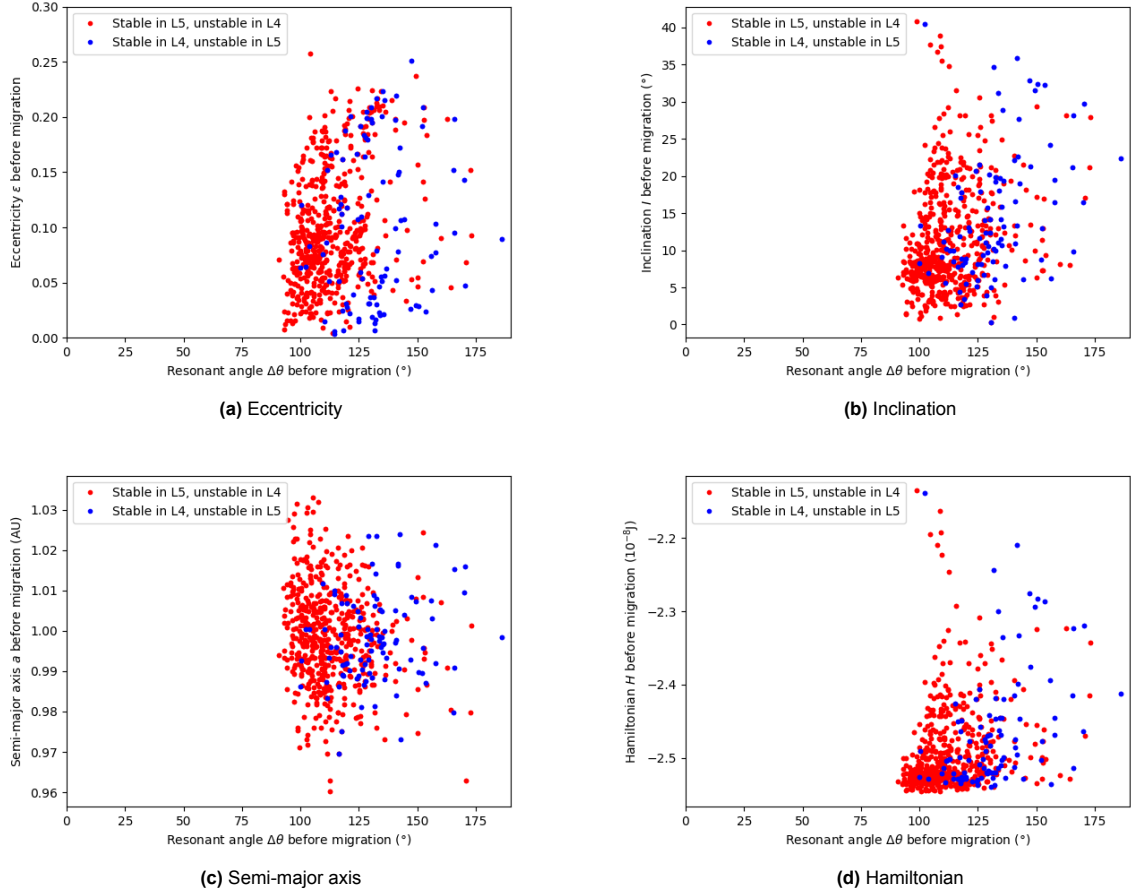 0.30
0.25
0.20
0.15
0.10
0.05
0.00
Eccentricity ε before migration
Stable in L5, unstable in L4
Stable in L4, unstable in L5
0 25 50 75 100 125 150 175
Resonant angle Δθ before migration (°)
(a) Eccentricity
40
35
30
25
20
15
10
5
0
Inclination I before migration (°)
Stable in L5, unstable in L4
Stable in L4, unstable in L5
0 25 50 75 100 125 150 175
Resonant angle Δθ before migration (°)
(b) Inclination
1.03
1.02
1.01
1.00
0.99
0.98
0.97
0.96
Semi-major axis a before migration (AU)
Stable in L5, unstable in L4
Stable in L4, unstable in L5
0 25 50 75 100 125 150 175
Resonant angle Δθ before migration (°)
(c) Semi-major axis
−2.2
−2.3
−2.4
−2.5
Hamiltonian H before migration (10⁻⁸J)
Stable in L5, unstable in L4
Stable in L4, unstable in L5
0 25 50 75 100 125 150 175
Resonant angle Δθ before migration (°)
(d) Hamiltonian